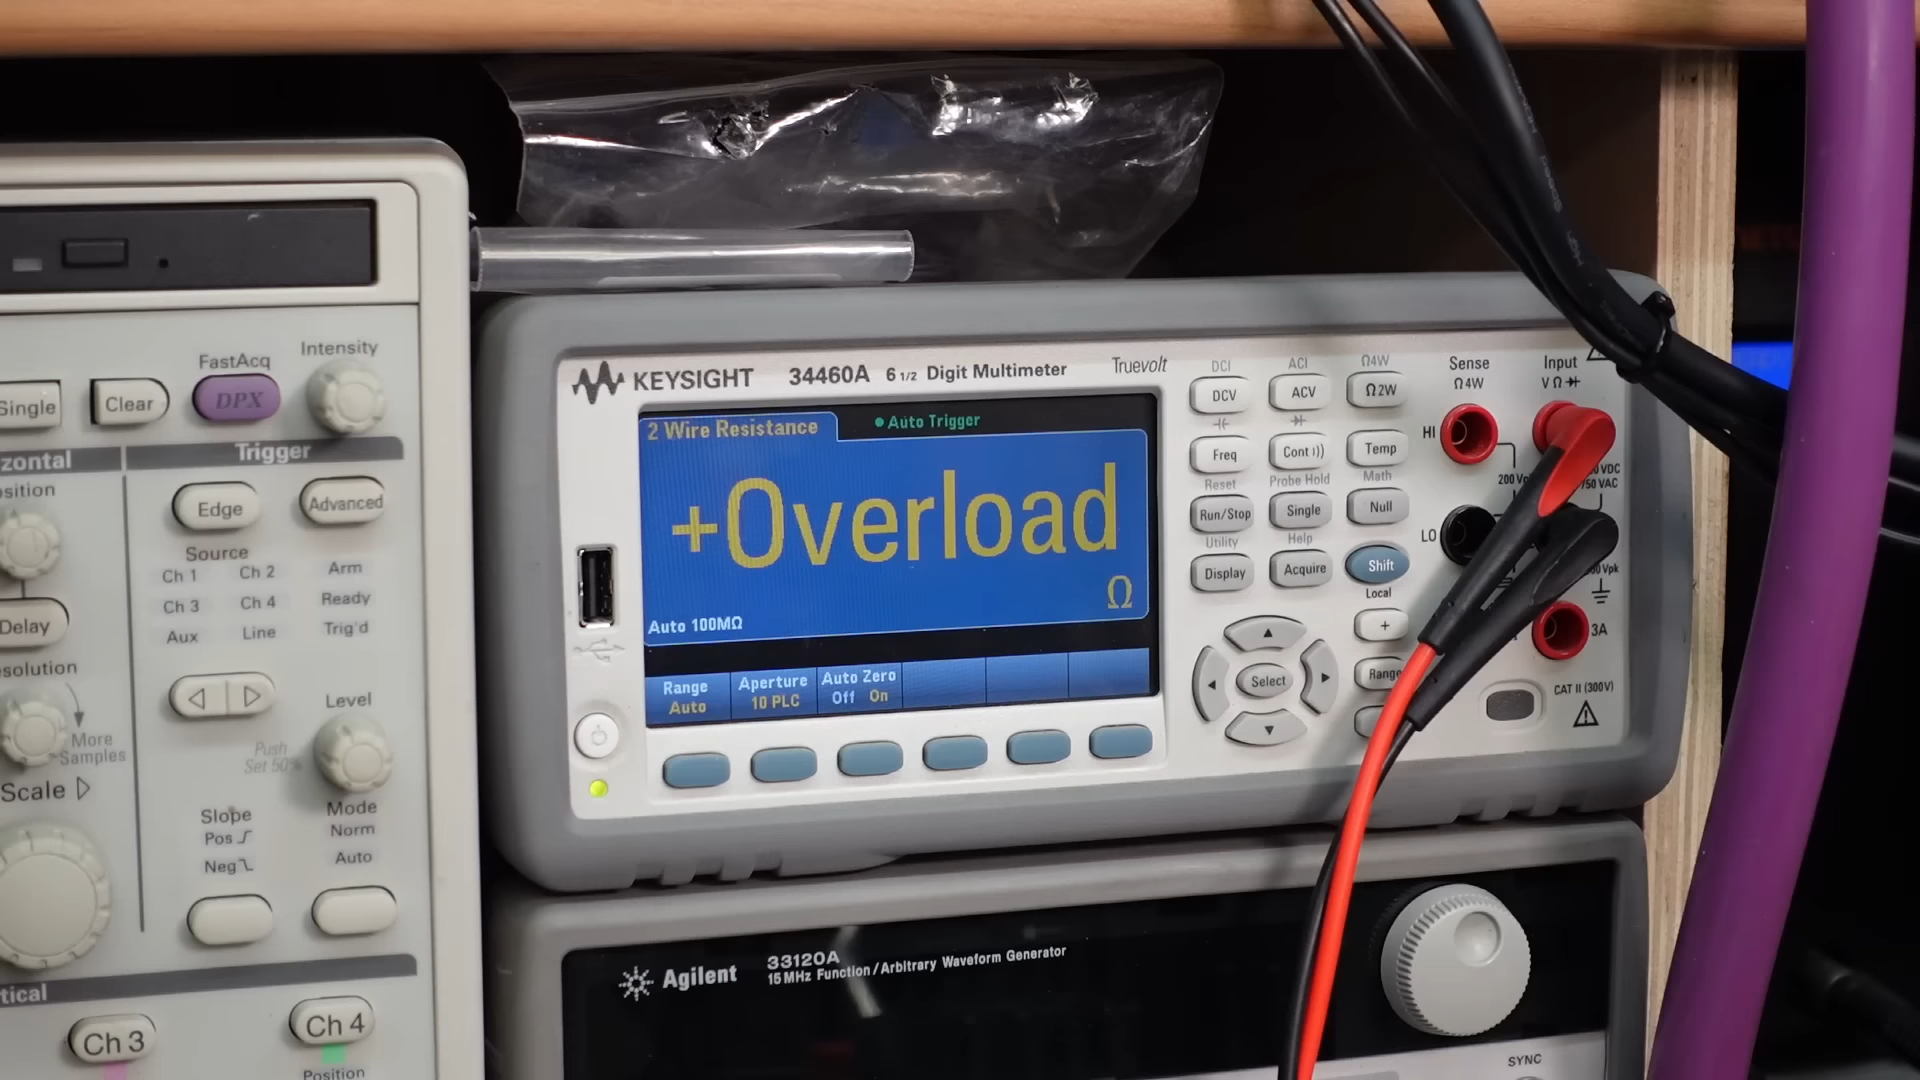 FastAcq
Intensity
Single
Clear
DPX
Trigger
Edge
Advanced
Source
Ch 1
Ch 2
Arm
Ch 3
Ch 4
Ready
Aux
Line
Trig'd
Delay
Level
More
Samples
Push
Set 50%
Scale
Slope
Pos
Neg
Mode
Norm
Auto
Ch 3
Ch 4
Position
KEYSIGHT 34460A 6 1/2 Digit Multimeter Truevolt
2 Wire Resistance
Auto Trigger
+Overload
Ω
Auto 100MΩ
Range
Auto
Aperture
10 PLC
Auto Zero
Off On
DCI
ACI
Ω4W
DCV
ACV
Ω2W
Freq
Cont )))
Temp
Reset
Probe Hold
Math
Run/Stop
Single
Null
Utility
Help
Display
Acquire
Shift
Local
+
Range
Select
Sense
Ω4W
Input
VΩ
HI
LO
3A
CAT II (300V)
Agilent
33120A
15 MHz Function/Arbitrary Waveform Generator
SYNC